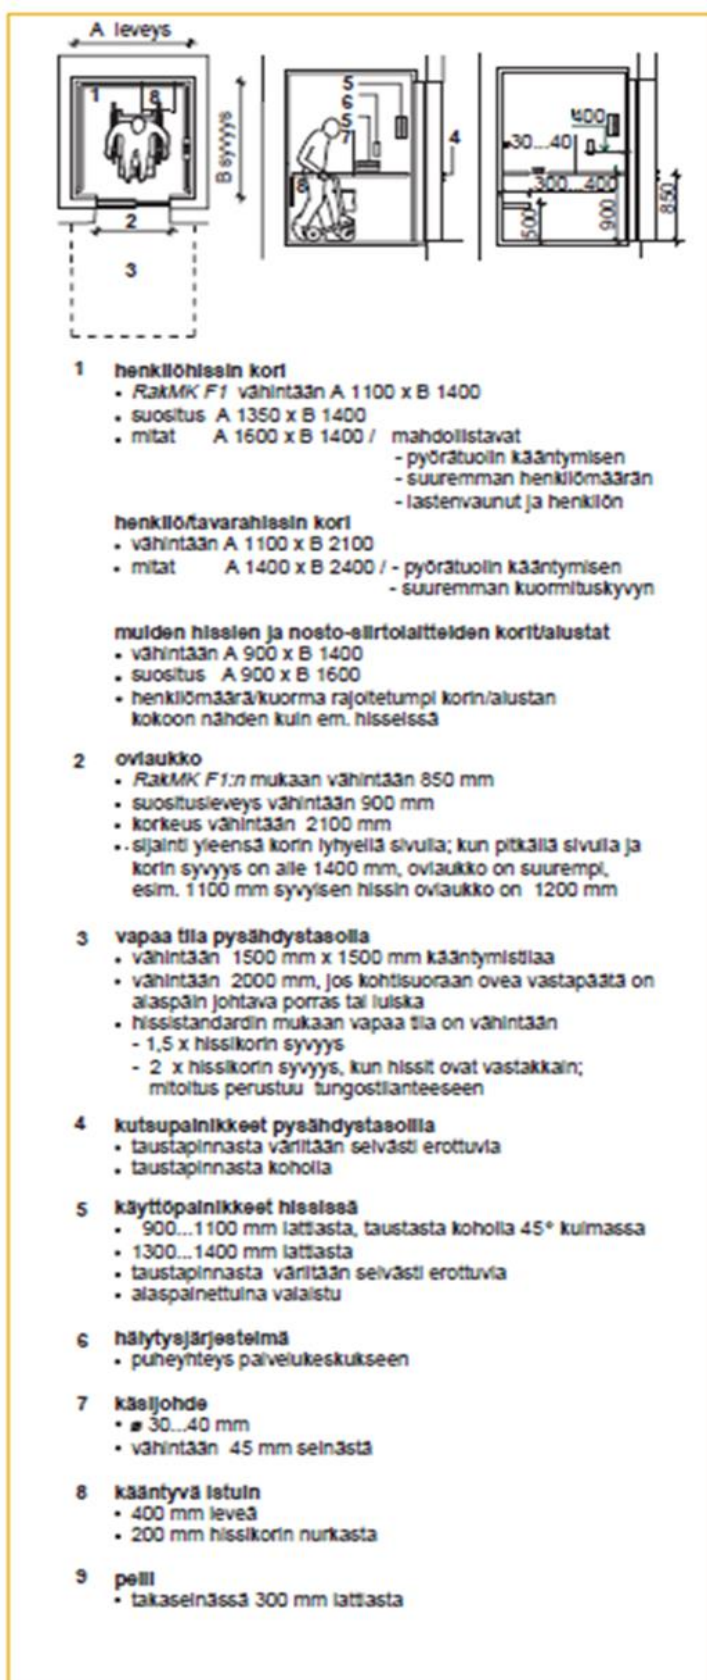 A leveys
1
8
B syvyys
2
3
5
6
5
7
8
4
400
ø30...40
300...400
500
900
850
1 henkilöhissin kori
• RakMK F1 vähintään A 1100 x B 1400
• suositus A 1350 x B 1400
• mitat A 1600 x B 1400 / mahdollistavat
- pyörätuolin kääntymisen
- suuremman henkilömäärän
- lastenvaunut ja henkilön
henkilö/tavarahissin kori
• vähintään A 1100 x B 2100
• mitat A 1400 x B 2400 / - pyörätuolin kääntymisen
- suuremman kuormituskyvyn
muiden hissien ja nosto-siirtolaitteiden korit/alustat
• vähintään A 900 x B 1400
• suositus A 900 x B 1600
• henkilömäärä/kuorma rajoitetumpi korin/alustan
kokoon nähden kuin em. hisseissä
2 oviaukko
• RakMK F1:n mukaan vähintään 850 mm
• suositusleveys vähintään 900 mm
• korkeus vähintään 2100 mm
•• sijainti yleensä korin lyhyellä sivulla; kun pitkällä sivulla ja
korin syvyys on alle 1400 mm, oviaukko on suurempi,
esim. 1100 mm syvyisen hissin oviaukko on 1200 mm
3 vapaa tila pysähdystasolla
• vähintään 1500 mm x 1500 mm kääntymistilaa
• vähintään 2000 mm, jos kohtisuoraan ovea vastapäätä on
alaspäin johtava porras tai luiska
• hissistandardin mukaan vapaa tila on vähintään
- 1,5 x hissikorin syvyys
- 2 x hissikorin syvyys, kun hissit ovat vastakkain;
mitoitus perustuu tungostilanteeseen
4 kutsupainikkeet pysähdystasoilla
• taustapinnasta väriltään selvästi erottuvia
• taustapinnasta koholla
5 käyttöpainikkeet hississä
• 900...1100 mm lattiasta, taustasta koholla 45° kulmassa
• 1300...1400 mm lattiasta
• taustapinnasta väriltään selvästi erottuvia
• alaspainettuina valaistu
6 hälytysjärjestelmä
• puheyhteys palvelukeskukseen
7 käsijohde
• ø 30...40 mm
• vähintään 45 mm seinästä
8 kääntyvä istuin
• 400 mm leveä
• 200 mm hissikorin nurkasta
9 peili
• takaseinässä 300 mm lattiasta